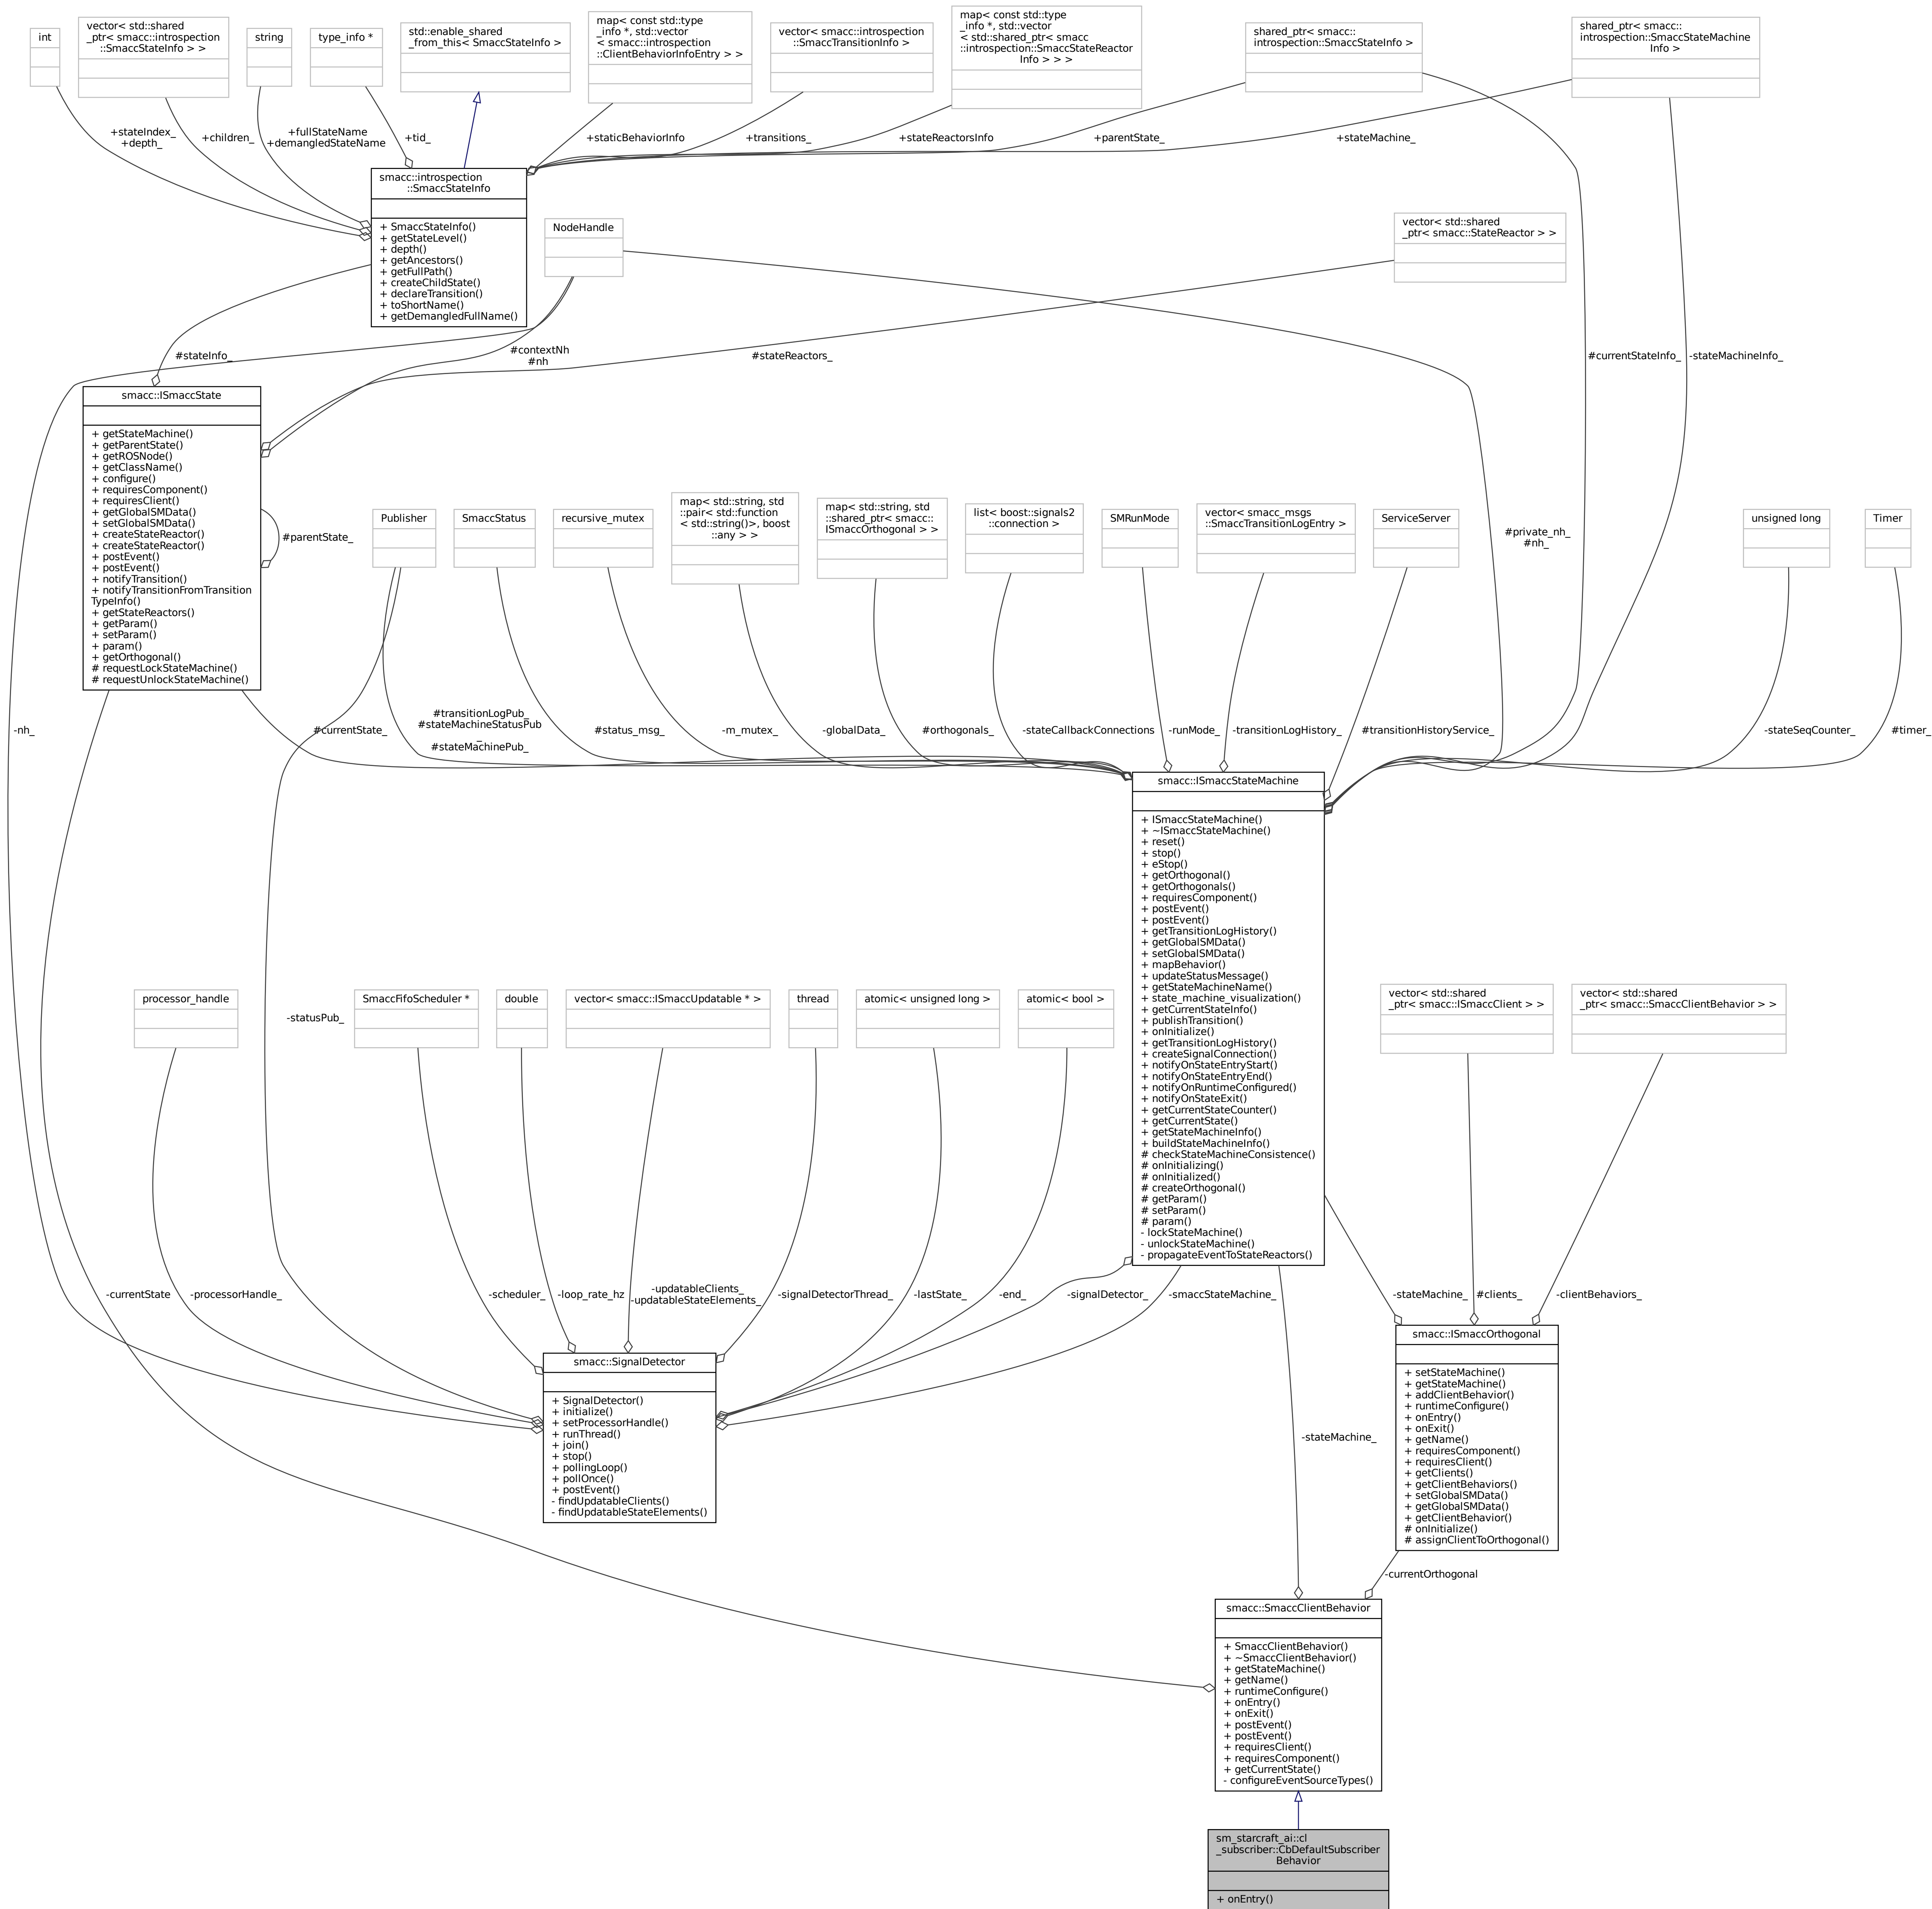 int
vector< std::shared
_ptr< smacc::introspection
::SmaccStateInfo > >
string
type_info *
std::enable_shared
_from_this< SmaccStateInfo >
map< const std::type
_info *, std::vector
< smacc::introspection
::ClientBehaviorInfoEntry > >
vector< smacc::introspection
::SmaccTransitionInfo >
map< const std::type
_info *, std::vector
< std::shared_ptr< smacc
::introspection::SmaccStateReactor
Info > > >
shared_ptr< smacc::
introspection::SmaccStateInfo >
shared_ptr< smacc::
introspection::SmaccStateMachine
Info >
+stateIndex_
+depth_
+children_
+fullStateName
+demangledStateName
+tid_
+staticBehaviorInfo
+transitions_
+stateReactorsInfo
+parentState_
+stateMachine_
smacc::introspection
::SmaccStateInfo
+ SmaccStateInfo()
+ getStateLevel()
+ depth()
+ getAncestors()
+ getFullPath()
+ createChildState()
+ declareTransition()
+ toShortName()
+ getDemangledFullName()
NodeHandle
vector< std::shared
_ptr< smacc::StateReactor > >
#stateInfo_
#contextNh
#nh
#stateReactors_
#currentStateInfo_
-stateMachineInfo_
smacc::ISmaccState
+ getStateMachine()
+ getParentState()
+ getROSNode()
+ getClassName()
+ configure()
+ requiresComponent()
+ requiresClient()
+ getGlobalSMData()
+ setGlobalSMData()
+ createStateReactor()
+ createStateReactor()
+ postEvent()
+ postEvent()
+ notifyTransition()
+ notifyTransitionFromTransition
TypeInfo()
+ getStateReactors()
+ getParam()
+ setParam()
+ param()
+ getOrthogonal()
# requestLockStateMachine()
# requestUnlockStateMachine()
#parentState_
Publisher
SmaccStatus
recursive_mutex
map< std::string, std
::pair< std::function
< std::string()>, boost
::any > >
map< std::string, std
::shared_ptr< smacc::
ISmaccOrthogonal > >
list< boost::signals2
::connection >
SMRunMode
vector< smacc_msgs
::SmaccTransitionLogEntry >
ServiceServer
#private_nh_
#nh_
unsigned long
Timer
-nh_
#currentState_
#transitionLogPub_
#stateMachineStatusPub
_
#stateMachinePub_
#status_msg_
-m_mutex_
-globalData_
#orthogonals_
-stateCallbackConnections
-runMode_
-transitionLogHistory_
#transitionHistoryService_
-stateSeqCounter_
#timer_
smacc::ISmaccStateMachine
+ ISmaccStateMachine()
+ ~ISmaccStateMachine()
+ reset()
+ stop()
+ eStop()
+ getOrthogonal()
+ getOrthogonals()
+ requiresComponent()
+ postEvent()
+ postEvent()
+ getTransitionLogHistory()
+ getGlobalSMData()
+ setGlobalSMData()
+ mapBehavior()
+ updateStatusMessage()
+ getStateMachineName()
+ state_machine_visualization()
+ getCurrentStateInfo()
+ publishTransition()
+ onInitialize()
+ getTransitionLogHistory()
+ createSignalConnection()
+ notifyOnStateEntryStart()
+ notifyOnStateEntryEnd()
+ notifyOnRuntimeConfigured()
+ notifyOnStateExit()
+ getCurrentStateCounter()
+ getCurrentState()
+ getStateMachineInfo()
+ buildStateMachineInfo()
# checkStateMachineConsistence()
# onInitializing()
# onInitialized()
# createOrthogonal()
# getParam()
# setParam()
# param()
- lockStateMachine()
- unlockStateMachine()
- propagateEventToStateReactors()
processor_handle
-statusPub_
SmaccFifoScheduler *
double
vector< smacc::ISmaccUpdatable * >
thread
atomic< unsigned long >
atomic< bool >
vector< std::shared
_ptr< smacc::ISmaccClient > >
vector< std::shared
_ptr< smacc::SmaccClientBehavior > >
-currentState
-processorHandle_
-scheduler_
-loop_rate_hz
-updatableClients_
-updatableStateElements_
-signalDetectorThread_
-lastState_
-end_
-signalDetector_
-smaccStateMachine_
-stateMachine_
#clients_
-clientBehaviors_
smacc::SignalDetector
+ SignalDetector()
+ initialize()
+ setProcessorHandle()
+ runThread()
+ join()
+ stop()
+ pollingLoop()
+ pollOnce()
+ postEvent()
- findUpdatableClients()
- findUpdatableStateElements()
smacc::ISmaccOrthogonal
+ setStateMachine()
+ getStateMachine()
+ addClientBehavior()
+ runtimeConfigure()
+ onEntry()
+ onExit()
+ getName()
+ requiresComponent()
+ requiresClient()
+ getClients()
+ getClientBehaviors()
+ setGlobalSMData()
+ getGlobalSMData()
+ getClientBehavior()
# onInitialize()
# assignClientToOrthogonal()
-stateMachine_
-currentOrthogonal
smacc::SmaccClientBehavior
+ SmaccClientBehavior()
+ ~SmaccClientBehavior()
+ getStateMachine()
+ getName()
+ runtimeConfigure()
+ onEntry()
+ onExit()
+ postEvent()
+ postEvent()
+ requiresClient()
+ requiresComponent()
+ getCurrentState()
- configureEventSourceTypes()
sm_starcraft_ai::cl
_subscriber::CbDefaultSubscriber
Behavior
+ onEntry()